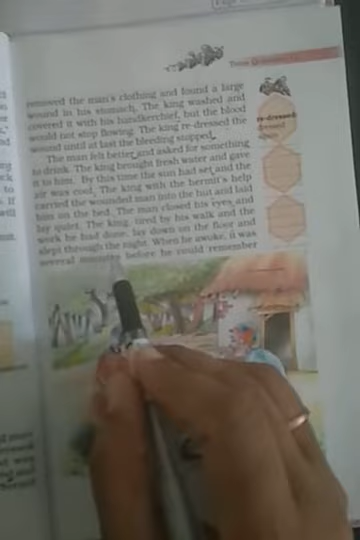 Three Q
removed the man's clothing and found a large
wound in his stomach. The king washed and
covered it with his handkerchief, but the blood
would not stop flowing. The king re-dressed the
wound until at last the bleeding stopped.
The man felt better and asked for something
to drink. The king brought fresh water and gave
it to him. By this time the sun had set and the
air was cool. The king with the hermit's help
carried the wounded man into the hut and laid
him on the bed. The man closed his eyes and
lay quiet. The king, tired by his walk and the
work he had done, lay down on the floor and
slept through the night. When he awoke, it was
several minutes before he could remember
re-dressed:
dressed
again